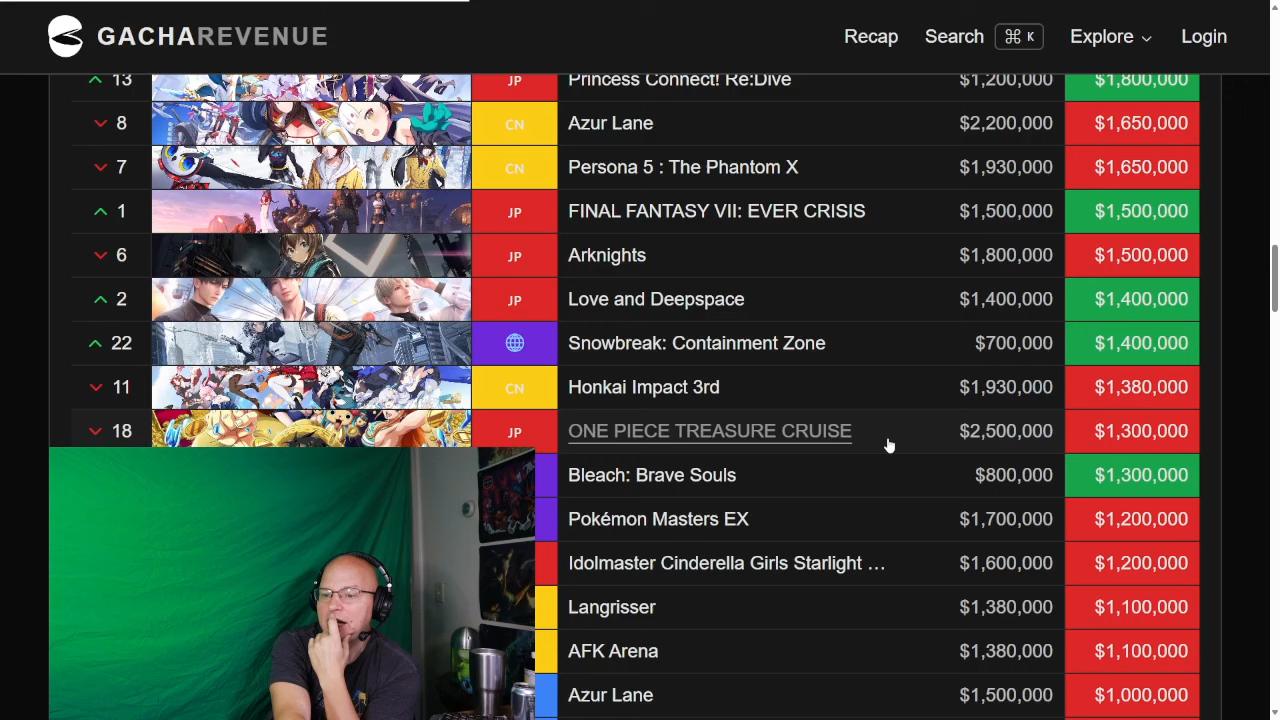 GACHAREVENUE Recap Search ⌘ K Explore Login
13 JP Princess Connect! Re:Dive $1,200,000 $1,800,000
8 CN Azur Lane $2,200,000 $1,650,000
7 CN Persona 5 : The Phantom X $1,930,000 $1,650,000
1 JP FINAL FANTASY VII: EVER CRISIS $1,500,000 $1,500,000
6 JP Arknights $1,800,000 $1,500,000
2 JP Love and Deepspace $1,400,000 $1,400,000
22 Snowbreak: Containment Zone $700,000 $1,400,000
11 CN Honkai Impact 3rd $1,930,000 $1,380,000
18 JP ONE PIECE TREASURE CRUISE $2,500,000 $1,300,000
Bleach: Brave Souls $800,000 $1,300,000
Pokémon Masters EX $1,700,000 $1,200,000
Idolmaster Cinderella Girls Starlight … $1,600,000 $1,200,000
Langrisser $1,380,000 $1,100,000
AFK Arena $1,380,000 $1,100,000
Azur Lane $1,500,000 $1,000,000